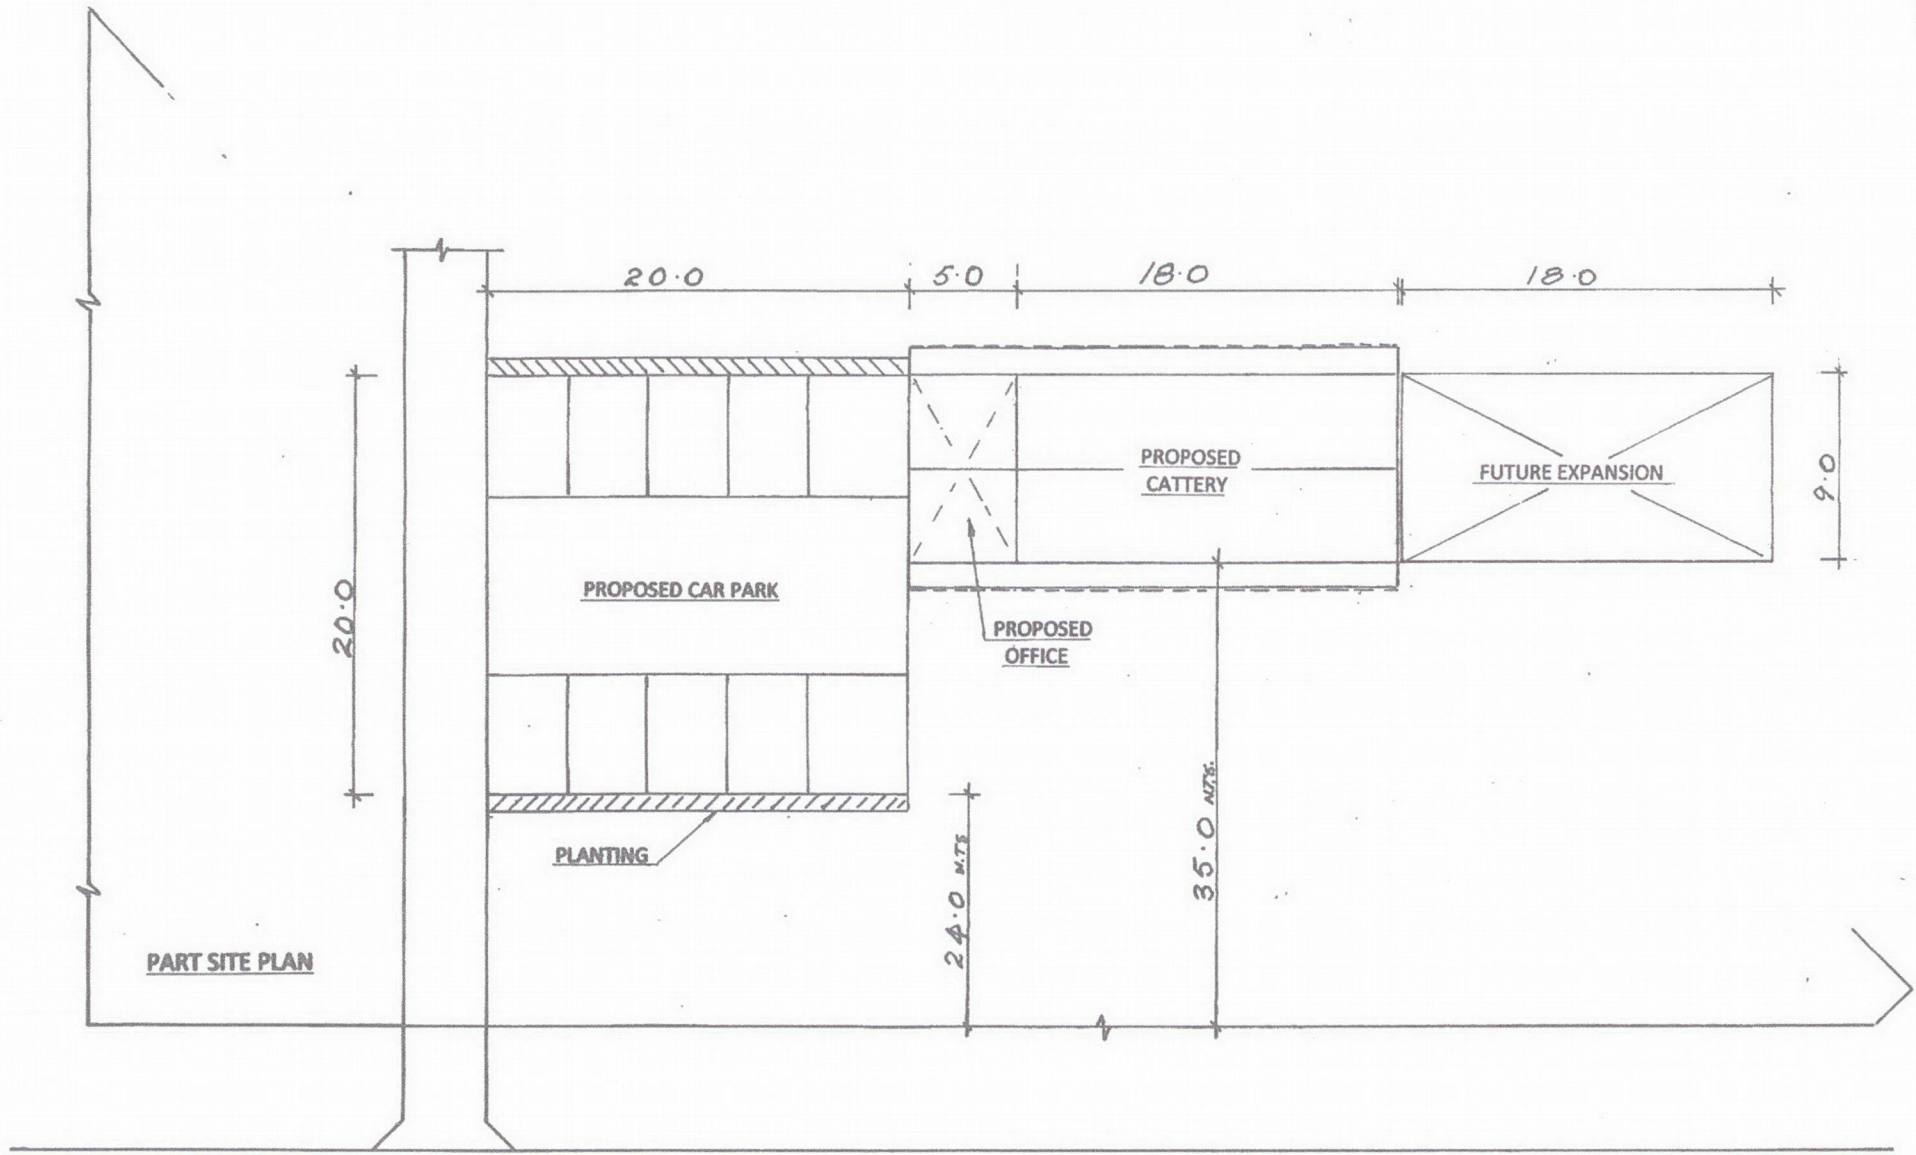 20.0
5.0
18.0
18.0
PROPOSED
CATTERY
FUTURE EXPANSION
9.0
20.0
PROPOSED CAR PARK
PROPOSED
OFFICE
PLANTING
24.0 N.T.S
35.0 N.T.S.
PART SITE PLAN